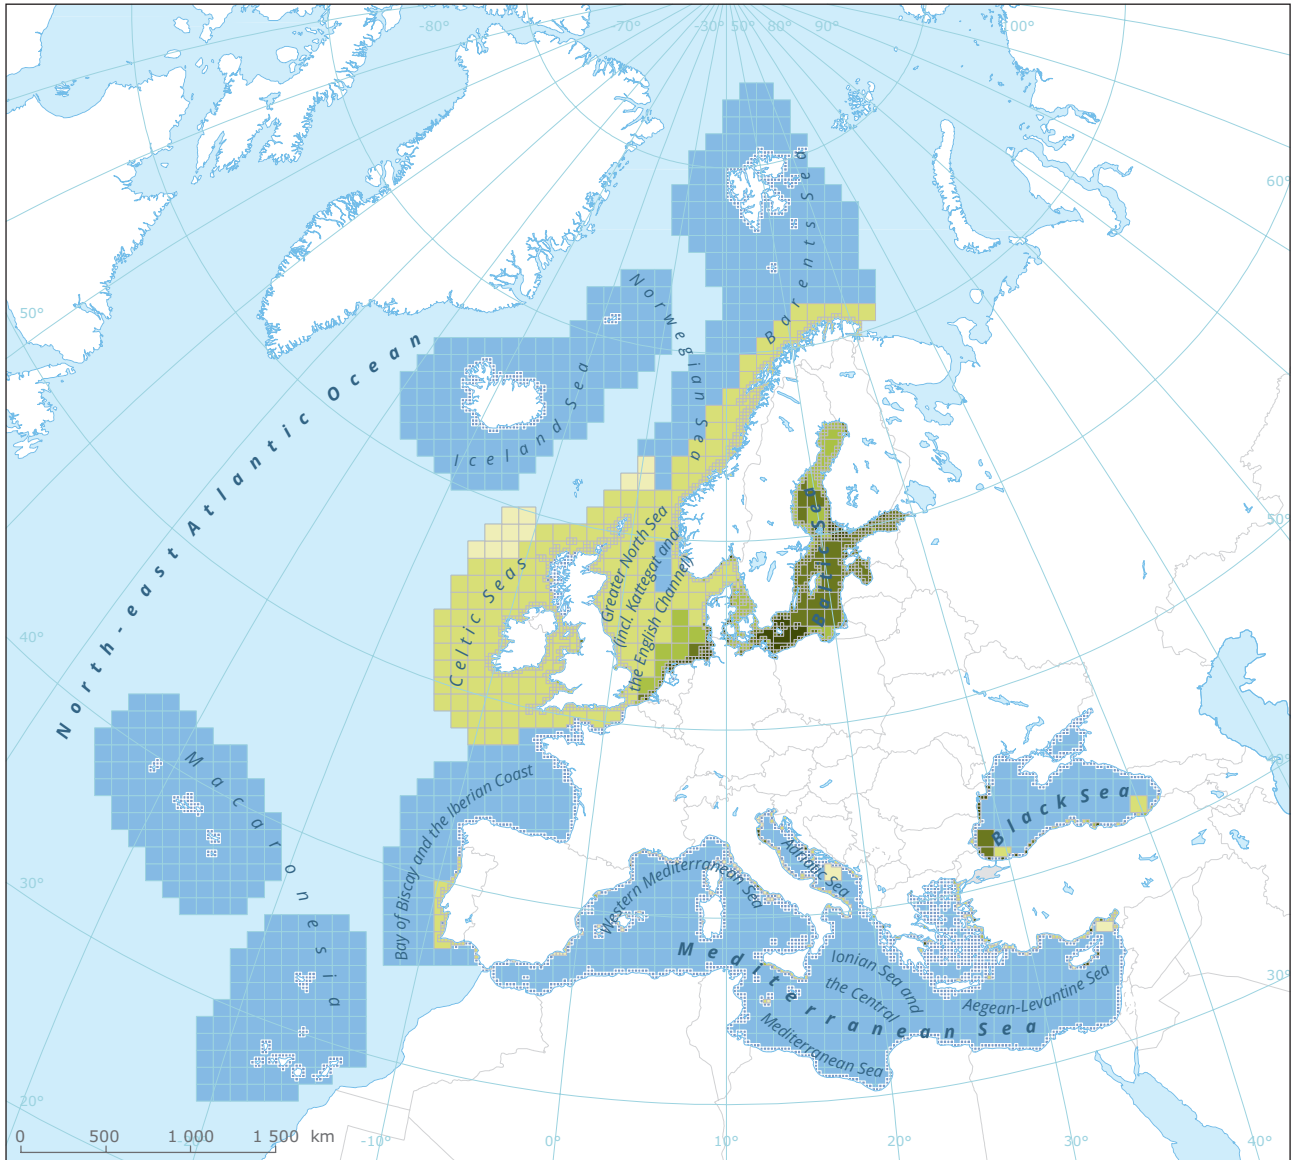 -80°
-70°
-30°
50°
80°
90°
100°
60°
50°
50°
40°
40°
30°
30°
20°
-20°
-10°
0°
10°
20°
30°
40°
North-east Atlantic Ocean
Barents Sea
Norwegian Sea
Iceland Sea
Celtic Seas
Greater North Sea
(incl. Kattegat and
the English Channel)
Baltic Sea
Macaronesia
Bay of Biscay and the Iberian Coast
Black Sea
Adriatic Sea
Western Mediterranean Sea
Mediterranean Sea
Ionian Sea and
the Central
Mediterranean Sea
Aegean-Levantine Sea
0 500 1 000 1 500 km